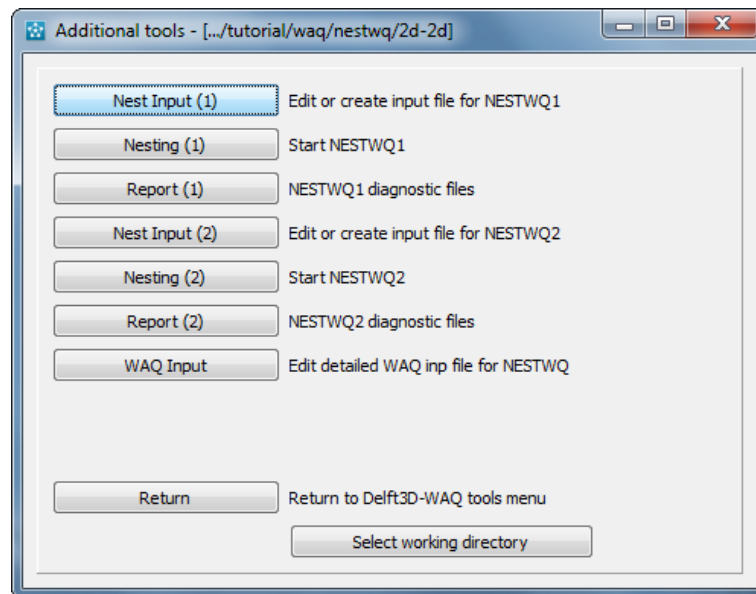 Additional tools - [.../tutorial/waq/nestwq/2d-2d]
Nest Input (1) Edit or create input file for NESTWQ1
Nesting (1) Start NESTWQ1
Report (1) NESTWQ1 diagnostic files
Nest Input (2) Edit or create input file for NESTWQ2
Nesting (2) Start NESTWQ2
Report (2) NESTWQ2 diagnostic files
WAQ Input Edit detailed WAQ inp file for NESTWQ
Return Return to Delft3D-WAQ tools menu
Select working directory